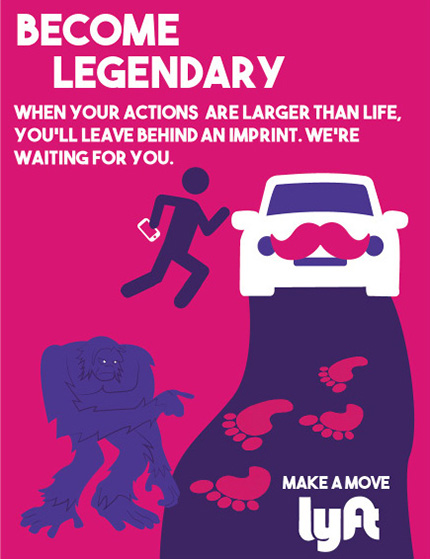 BECOME
LEGENDARY
WHEN YOUR ACTIONS ARE LARGER THAN LIFE,
YOU'LL LEAVE BEHIND AN IMPRINT. WE'RE
WAITING FOR YOU.
MAKE A MOVE
lyft